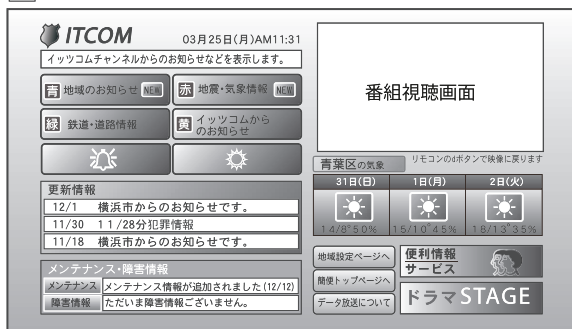 ITCOM
03月25日(月)AM11:31
イッツコムチャンネルからのお知らせなどを表示します。
青 地域のお知らせ NEW
赤 地震・気象情報 NEW
緑 鉄道・道路情報
黄 イッツコムから
のお知らせ
番組視聴画面
青葉区の気象
リモコンのdボタンで映像に戻ります
31日(日) 1日(月) 2日(火)
14/8°50% 15/10°45% 18/13°35%
更新情報
12/1 横浜市からのお知らせです。
11/30 11/28分犯罪情報
11/18 横浜市からのお知らせです。
メンテナンス・障害情報
メンテナンス メンテナンス情報が追加されました(12/12)
障害情報 ただいま障害情報ございません。
地域設定ページへ
簡便トップページへ
データ放送について
便利情報
サービス
ドラマSTAGE